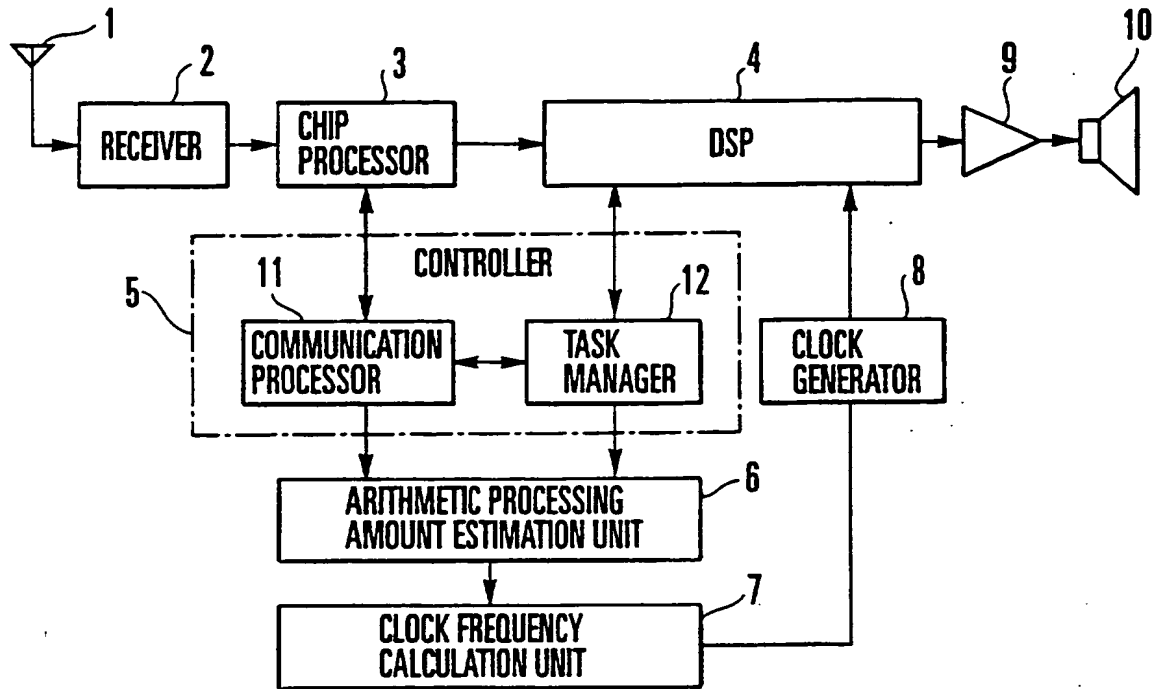 1
2
3
4
9
10
RECEIVER
CHIP
PROCESSOR
DSP
CONTROLLER
5
11
12
8
COMMUNICATION
PROCESSOR
TASK
MANAGER
CLOCK
GENERATOR
6
ARITHMETIC PROCESSING
AMOUNT ESTIMATION UNIT
7
CLOCK FREQUENCY
CALCULATION UNIT